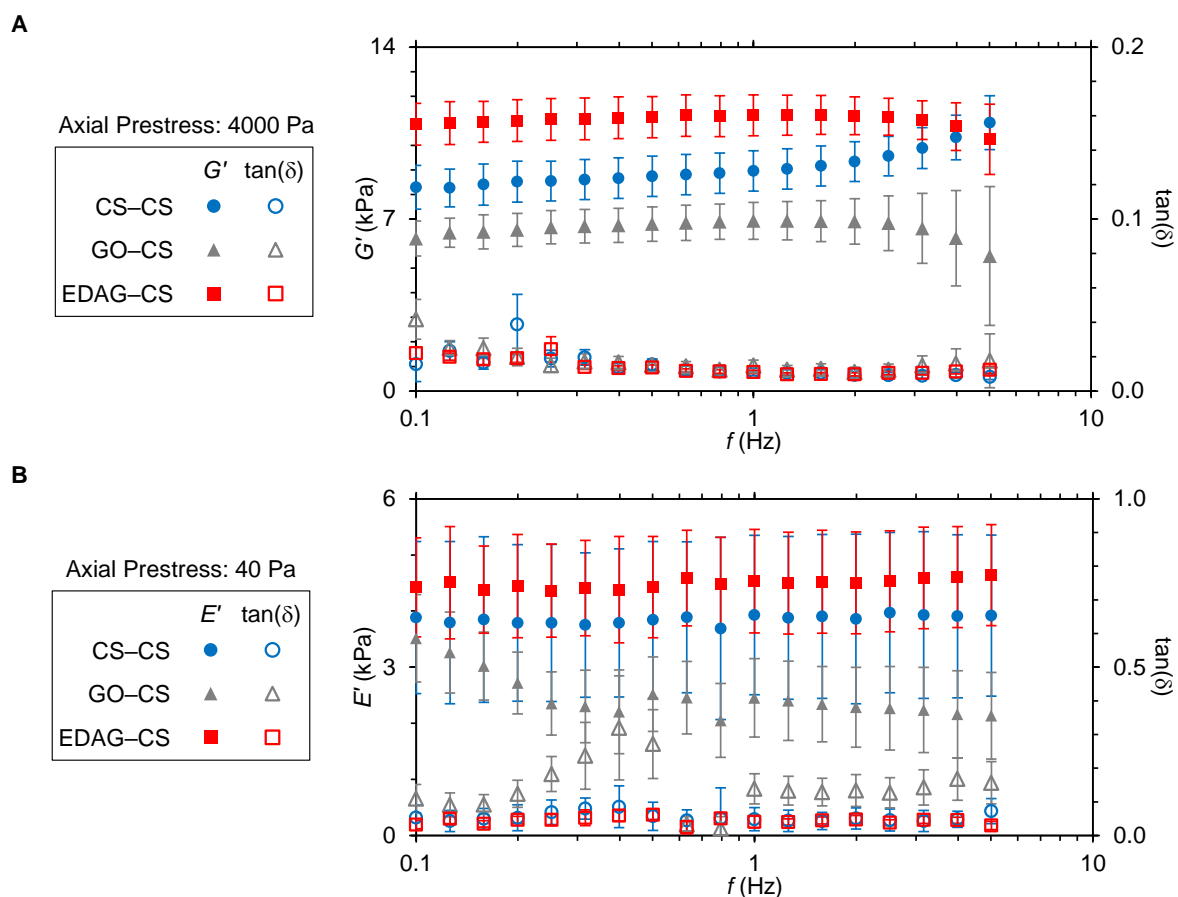 A
Axial Prestress: 4000 Pa
G′ tan(δ)
CS–CS
GO–CS
EDAG–CS
14
7
0
G′ (kPa)
0.2
0.1
0.0
tan(δ)
0.1 1 10
f (Hz)
B
Axial Prestress: 40 Pa
E′ tan(δ)
CS–CS
GO–CS
EDAG–CS
6
3
0
E′ (kPa)
1.0
0.5
0.0
tan(δ)
0.1 1 10
f (Hz)